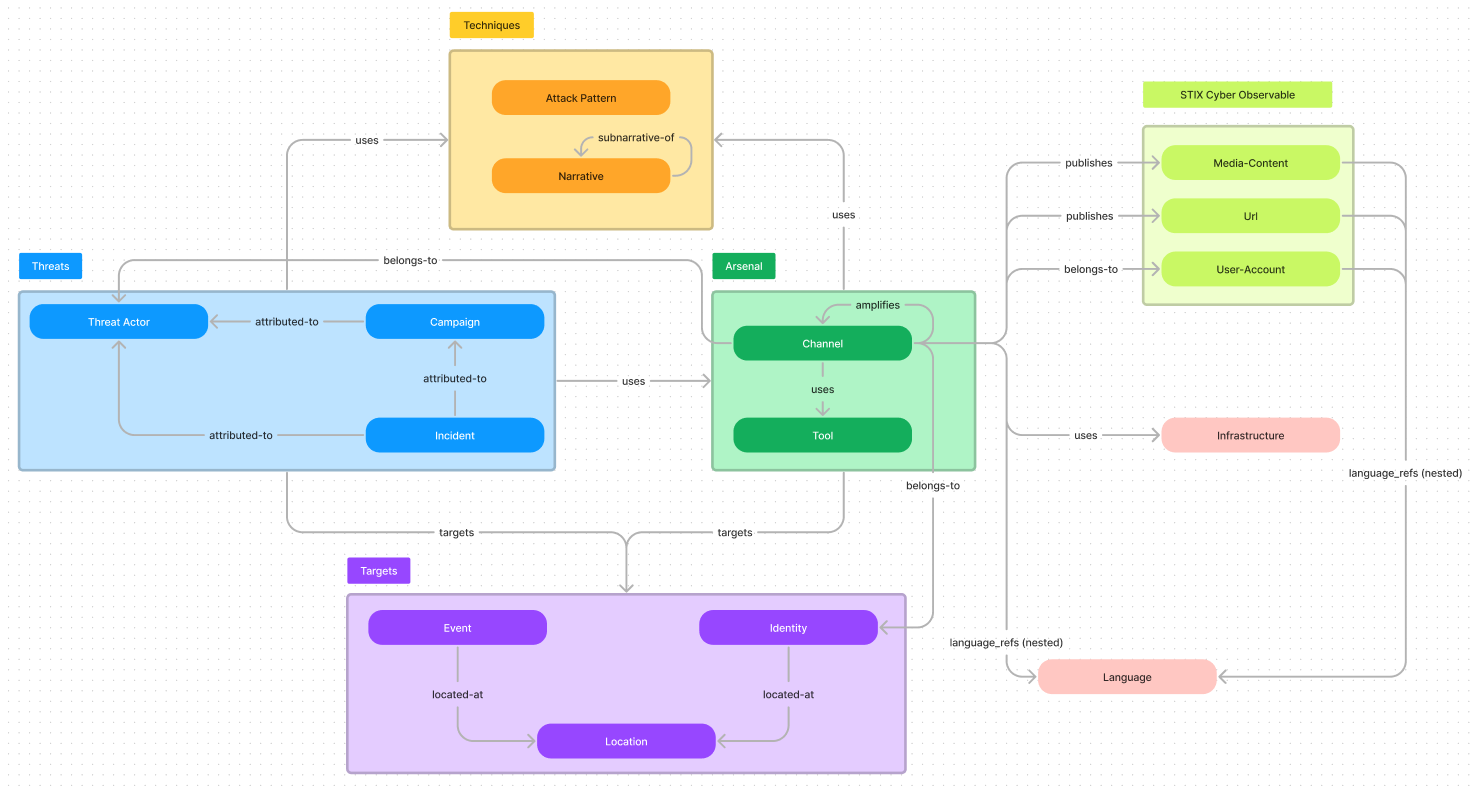 Techniques
Attack Pattern
subnarrative-of
Narrative
uses
uses
STIX Cyber Observable
publishes
Media-Content
publishes
Url
belongs-to
User-Account
Threats
belongs-to
Arsenal
Threat Actor
attributed-to
Campaign
attributed-to
attributed-to
Incident
uses
amplifies
Channel
uses
Tool
uses
Infrastructure
language_refs (nested)
belongs-to
targets
targets
Targets
Event
Identity
located-at
located-at
Location
language_refs (nested)
Language